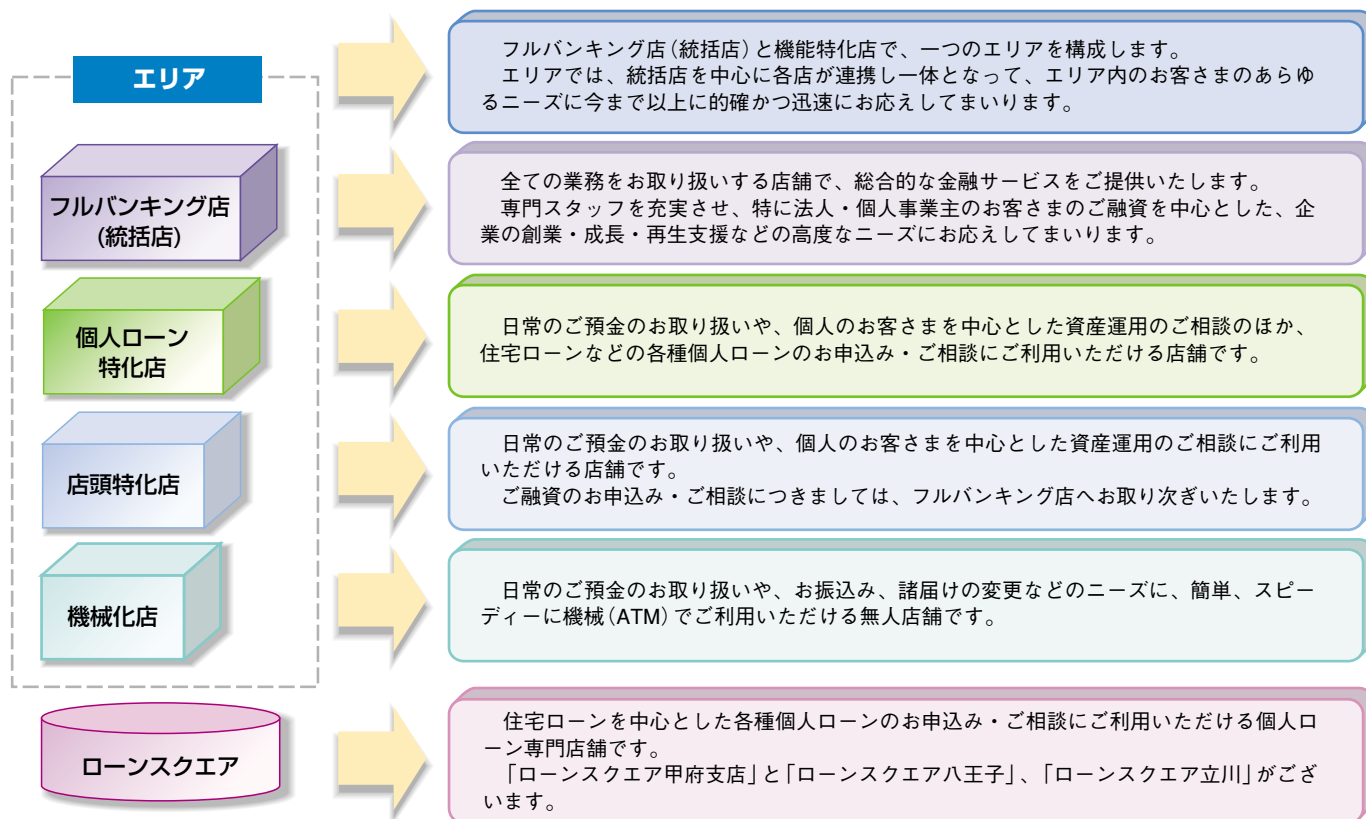 エリア
フルバンキング店（統括店）と機能特化店で、一つのエリアを構成します。
エリアでは、統括店を中心に各店が連携し一体となって、エリア内のお客さまのあらゆ
るニーズに今まで以上に的確かつ迅速にお応えしてまいります。
フルバンキング店
(統括店)
全ての業務をお取り扱いする店舗で、総合的な金融サービスをご提供いたします。
専門スタッフを充実させ、特に法人・個人事業主のお客さまのご融資を中心とした、企
業の創業・成長・再生支援などの高度なニーズにお応えしてまいります。
個人ローン
特化店
日常のご預金のお取り扱いや、個人のお客さまを中心とした資産運用のご相談のほか、
住宅ローンなどの各種個人ローンのお申込み・ご相談にご利用いただける店舗です。
店頭特化店
日常のご預金のお取り扱いや、個人のお客さまを中心とした資産運用のご相談にご利用
いただける店舗です。
ご融資のお申込み・ご相談につきましては、フルバンキング店へお取り次ぎいたします。
機械化店
日常のご預金のお取り扱いや、お振込み、諸届けの変更などのニーズに、簡単、スピー
ディーに機械（ATM）でご利用いただける無人店舗です。
ローンスクエア
住宅ローンを中心とした各種個人ローンのお申込み・ご相談にご利用いただける個人ロ
ーン専門店舗です。
「ローンスクエア甲府支店」と「ローンスクエア八王子」、「ローンスクエア立川」がござ
います。